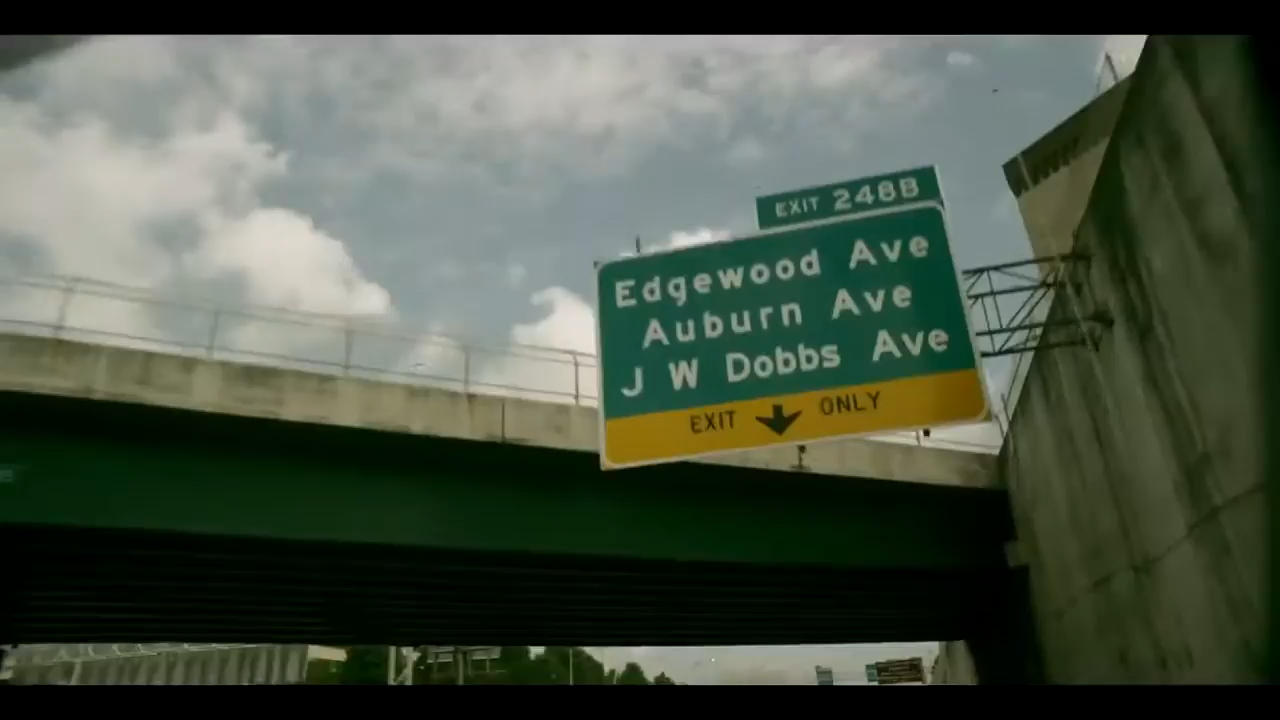 EXIT 248B
Edgewood Ave
Auburn Ave
J W Dobbs Ave
EXIT ONLY